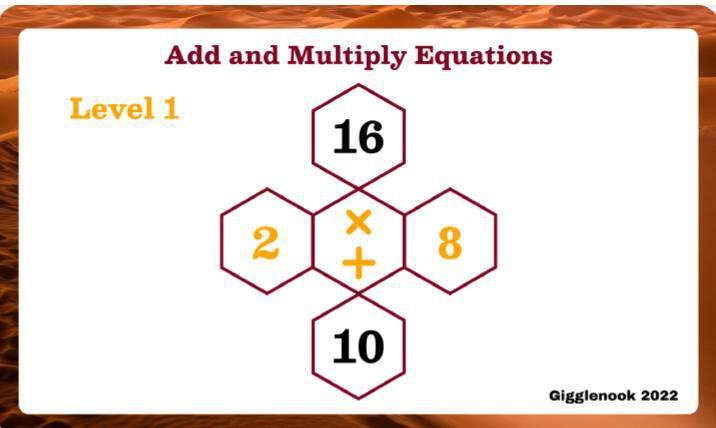 Add and Multiply Equations
Level 1
16
2 × 8
+
10
Gigglenook 2022